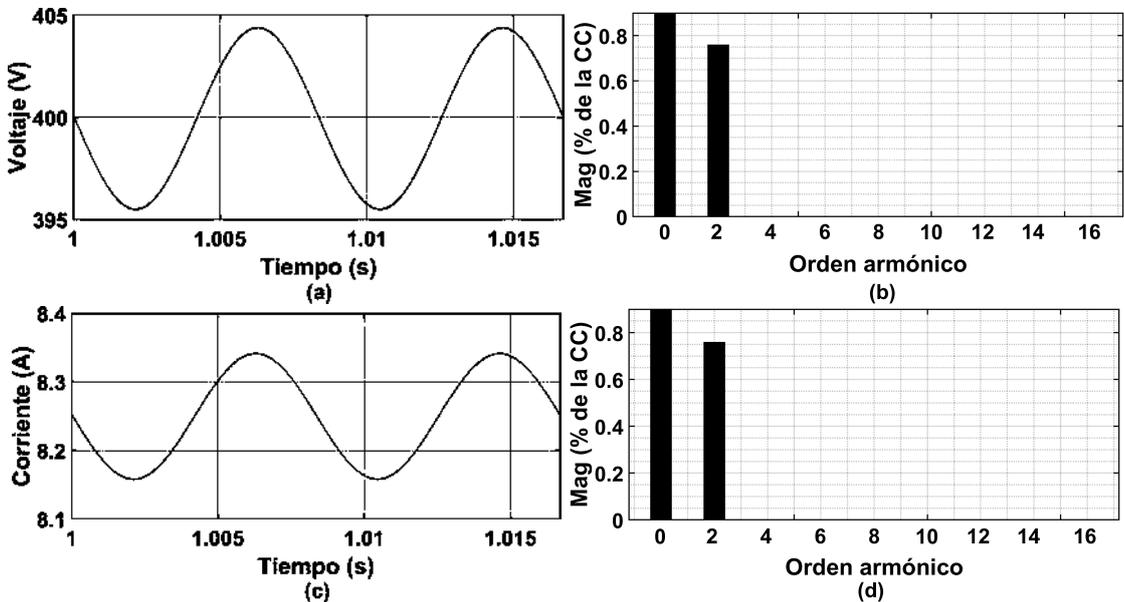 405
400
395
Voltaje (V)
1
1.005
1.01
1.015
Tiempo (s)
(a)
0.8
0.6
0.4
0.2
0
Mag (% de la CC)
0 2 4 6 8 10 12 14 16
Orden armónico
(b)
8.4
8.3
8.2
8.1
Corriente (A)
1
1.005
1.01
1.015
Tiempo (s)
(c)
0.8
0.6
0.4
0.2
0
Mag (% de la CC)
0 2 4 6 8 10 12 14 16
Orden armónico
(d)